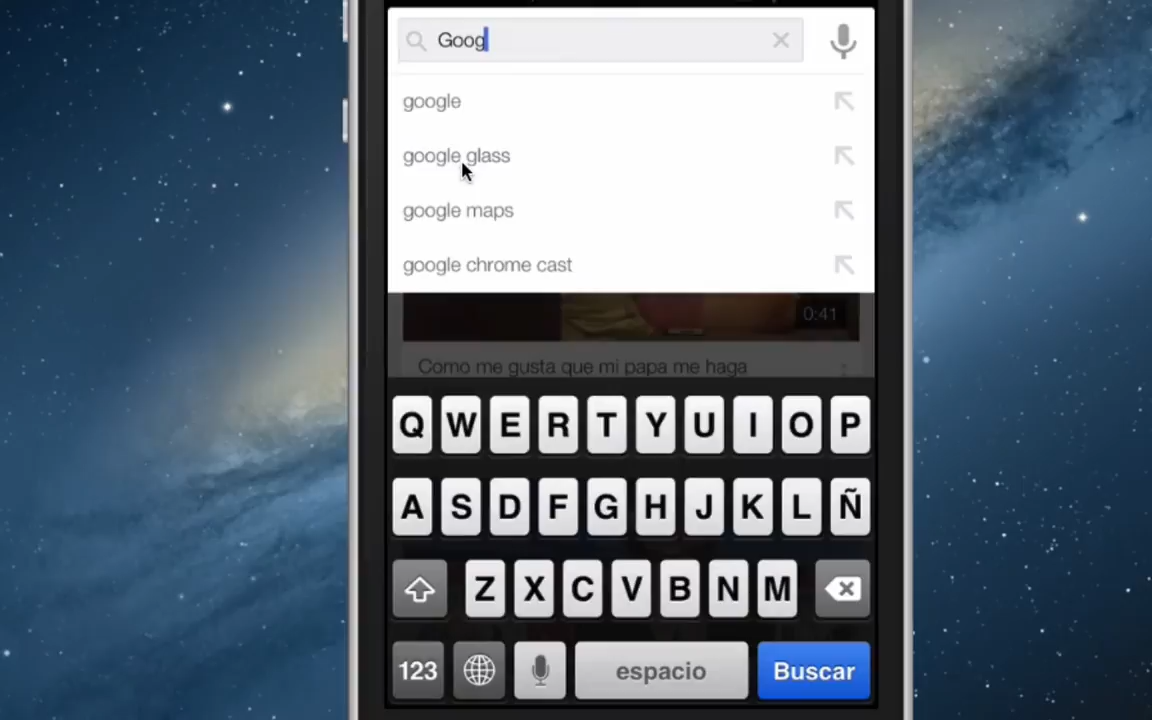 Goog
google
google glass
google maps
google chrome cast
0:41
Como me gusta que mi papa me haga
Q W E R T Y U I O P
A S D F G H J K L Ñ
Z X C V B N M
123 espacio Buscar